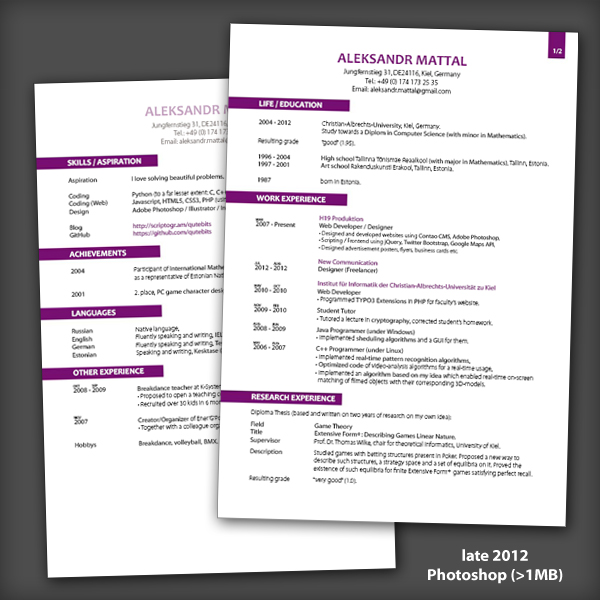 1/2
ALEKSANDR MATTAL
Jungfernstieg 31, DE24116, Kiel, Germany
Tel.: +49 (0) 174 173 25 35
Email: aleksandr.mattal@gmail.com
LIFE / EDUCATION
2004 - 2012 Christian-Albrechts-University, Kiel, Germany.
Study towards a Diplom in Computer Science (with minor in Mathematics).
Resulting grade "good" (1.95).
1996 - 2004 High school Tallinna Tõnismäe Reaalkool (with major in Mathematics), Tallinn, Estonia.
1997 - 2001 Art School Rakenduskunsti Erakool, Tallinn, Estonia.
1987 born in Estonia.
WORK EXPERIENCE
2007 - Present H19 Produktion
Web Developer / Designer
• Designed and developed websites using Contao CMS, Adobe Photoshop.
• Scripting / Frontend using jQuery, Twitter Bootstrap, Google Maps API,
• Designed advertisement posters, flyers, business cards etc.
2012 - 2012 New Communication
Designer (Freelancer)
2010 - 2010 Institut für Informatik der Christian-Albrechts-Universität zu Kiel
Web Developer
• Programmed TYPO3 Extensions in PHP for faculty's website.
2009 - 2010 Student Tutor
• Tutored a lecture in cryptography, corrected student's homework.
2008 - 2009 Java Programmer (under Windows)
• Implemented sheduling algorithms and a GUI for them.
2006 - 2007 C++ Programmer (under Linux)
• Implemented real-time pattern recognition algorithms,
• Optimized code of video-analysis algorithms for a real-time usage,
• Implemented an algorithm based on my idea which enabled real-time on-screen
matching of filmed objects with their corresponding 3D-models.
RESEARCH EXPERIENCE
Diploma Thesis (based and written on two years of research on my own idea):
Field Game Theory
Title Extensive Form+: Describing Games Linear Nature.
Supervisor Prof. Dr. Thomas Wilke, chair for theoretical informatics, University of Kiel.
Description Studied games with betting structures present in Poker. Proposed a new way to
describe such structures, a strategy space and a set of equilibria on it. Proved the
existence of such equilibria for finite Extensive Form+ games satisfying perfect recall.
Resulting grade "very good" (1.0).
ALEKSANDR MATTAL
Jungfernstieg 31, DE24116,
Tel.: +49 (0) 174
Email: aleksandr.mattal@
SKILLS / ASPIRATION
Aspiration I love solving beautiful problems,
Coding Python (to a far lesser extent: C, C++
Coding (Web) Javascript, HTML5, CSS3, PHP (usi
Design Adobe Photoshop / Illustrator / In
Blog http://scriptogr.am/qutebits
GitHub https://github.com/qutebits
ACHIEVEMENTS
2004 Participant of International Mathe
as a representative of Estonian Nati
2001 2. place, PC game character desig
LANGUAGES
Russian Native language,
English Fluently speaking and writing, IEL
German Fluently speaking and writing, Te
Estonian Speaking and writing, Kesktase (
OTHER EXPERIENCE
2008 - 2009 Breakdance teacher at K-System
• Proposed to open a teaching c
• Recruited over 30 kids in 6 mon
2007 Creator/Organizer of
• Together with a colleague orga
Hobbys Breakdance, volleyball, BMX,
late 2012
Photoshop (>1MB)